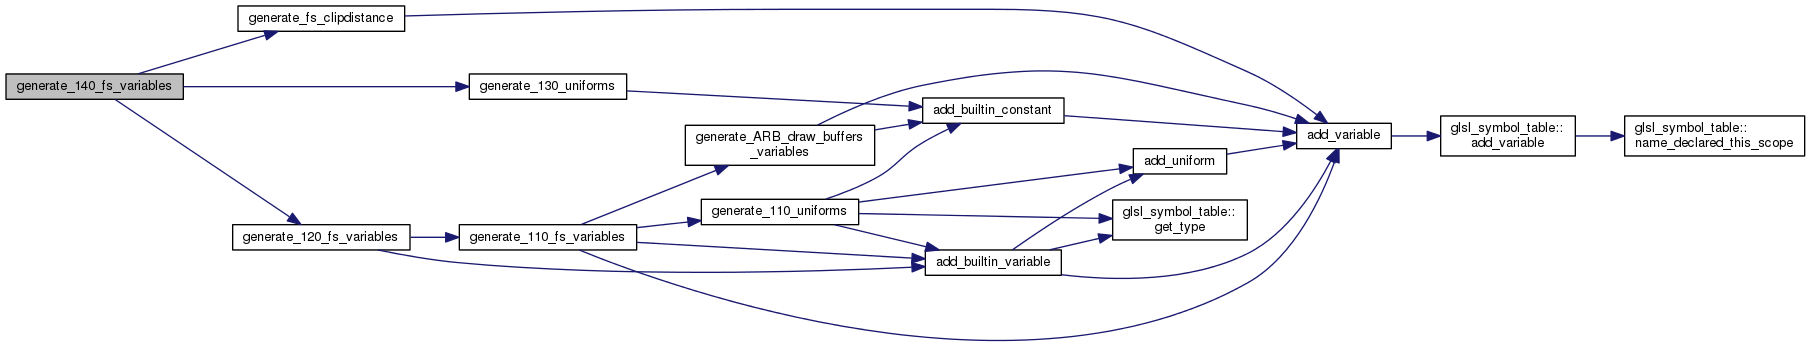 generate_fs_clipdistance
generate_140_fs_variables
generate_130_uniforms
add_builtin_constant
generate_ARB_draw_buffers
_variables
add_variable
glsl_symbol_table::
add_variable
glsl_symbol_table::
name_declared_this_scope
add_uniform
generate_110_uniforms
glsl_symbol_table::
get_type
generate_120_fs_variables
generate_110_fs_variables
add_builtin_variable